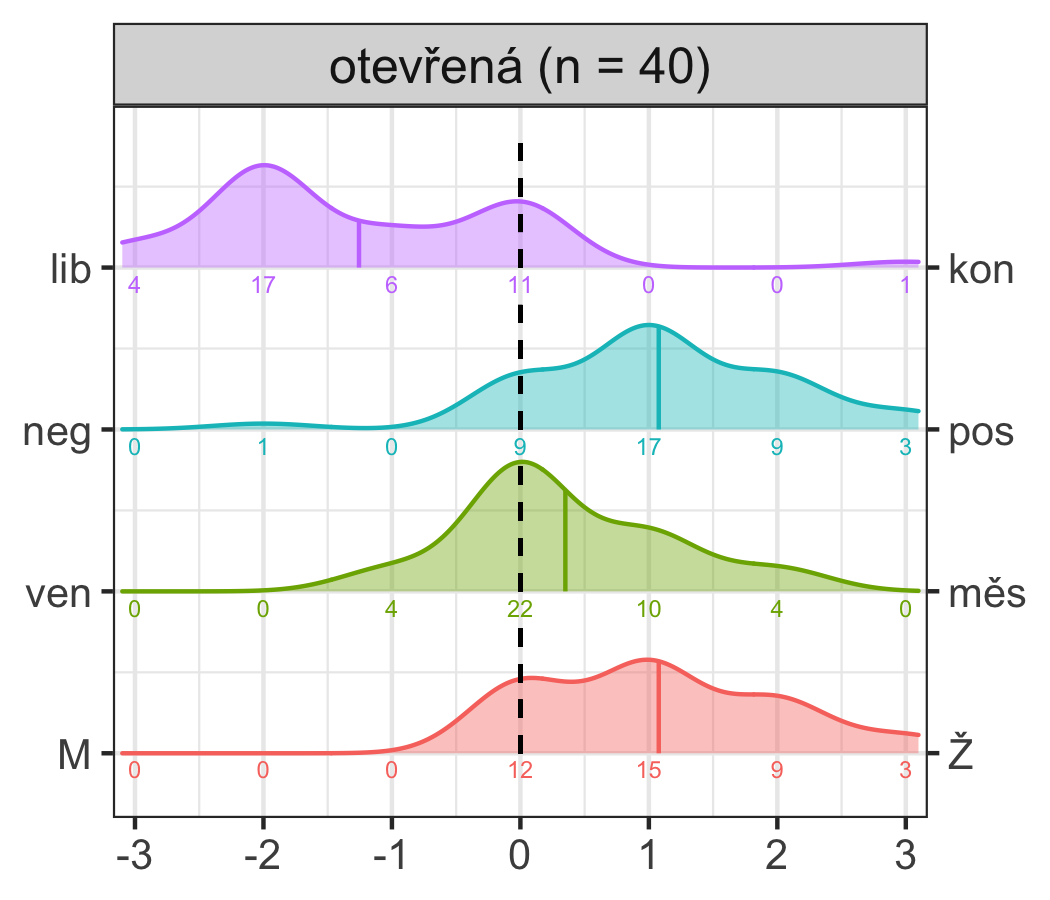 otevřená (n = 40)
lib kon
4 17 6 11 0 0 1
neg pos
0 1 0 9 17 9 3
ven měs
0 0 4 22 10 4 0
M Ž
0 0 0 12 15 9 3
-3 -2 -1 0 1 2 3